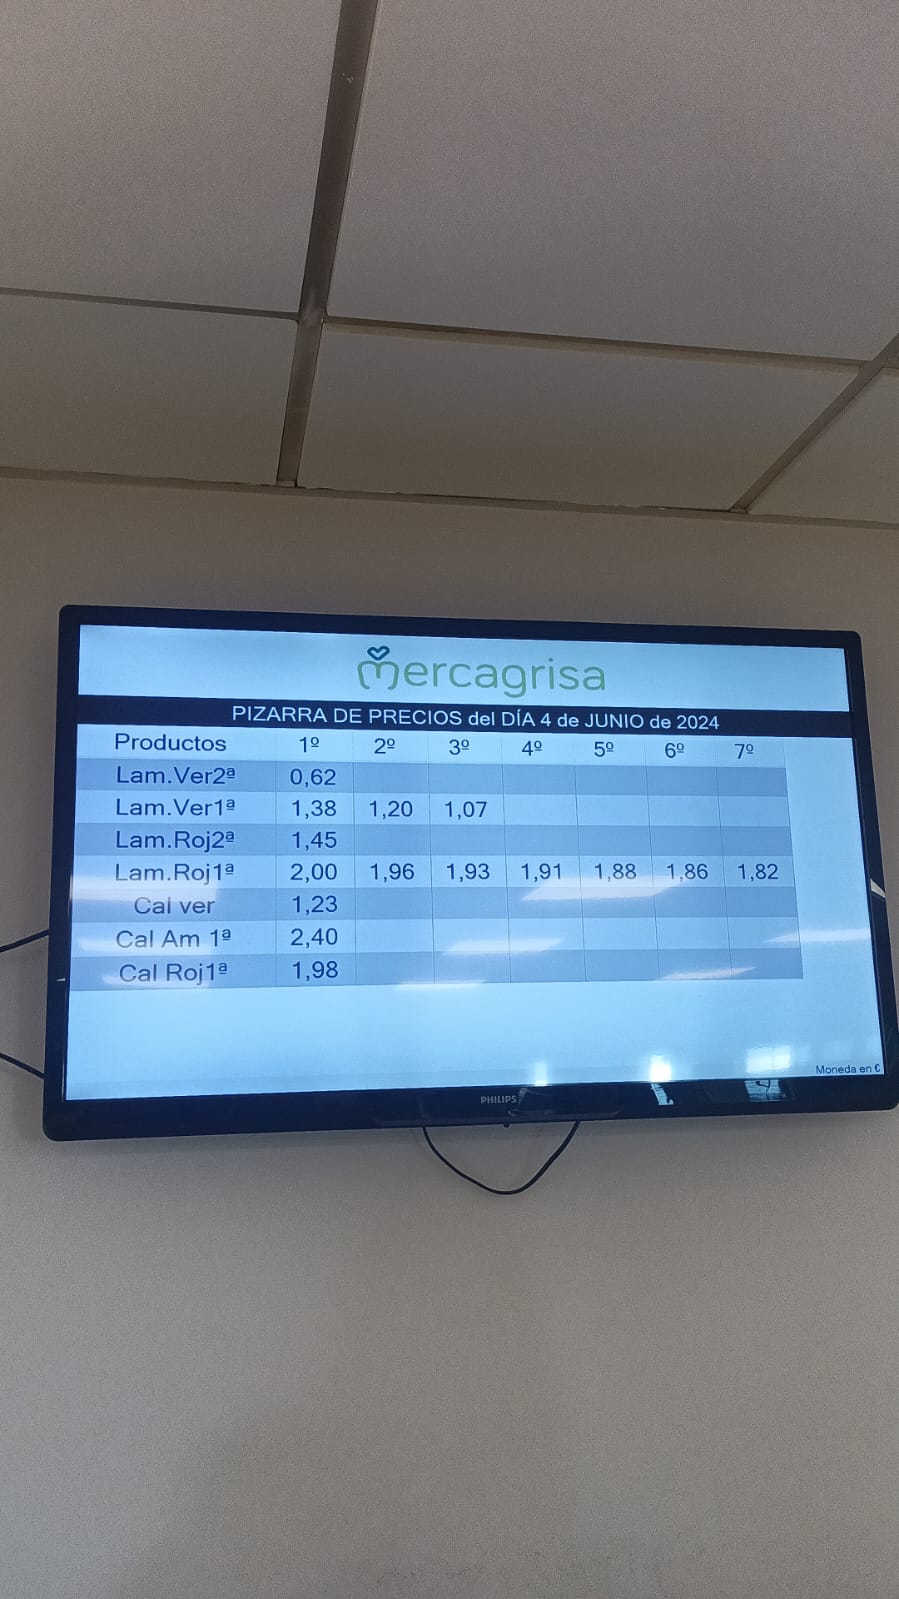 mercagrisa
PIZARRA DE PRECIOS del DÍA 4 de JUNIO de 2024
Productos 1º 2º 3º 4º 5º 6º 7º
Lam.Ver2ª 0,62
Lam.Ver1ª 1,38 1,20 1,07
Lam.Roj2ª 1,45
Lam.Roj1ª 2,00 1,96 1,93 1,91 1,88 1,86 1,82
Cal ver 1,23
Cal Am 1ª 2,40
Cal Roj1ª 1,98
Moneda en €
PHILIPS